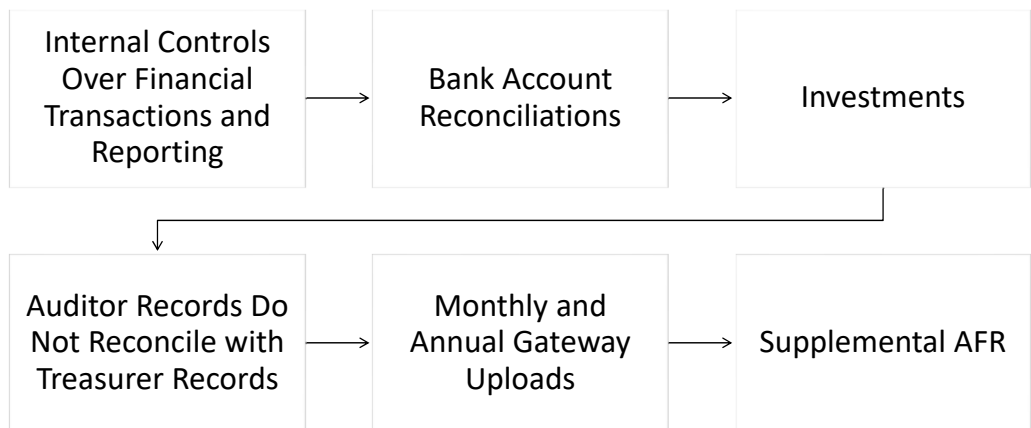 Internal Controls
Over Financial
Transactions and
Reporting
Bank Account
Reconciliations
Investments
Auditor Records Do
Not Reconcile with
Treasurer Records
Monthly and
Annual Gateway
Uploads
Supplemental AFR